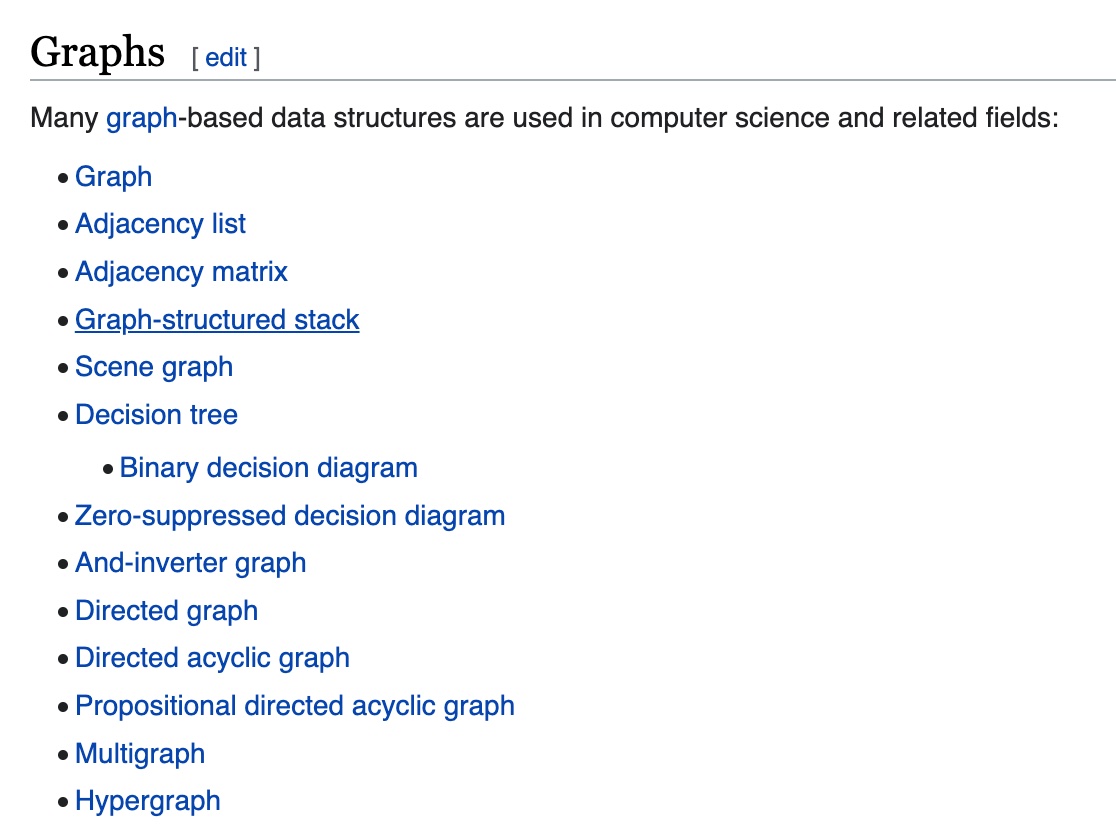 Graphs [ edit ]
Many graph-based data structures are used in computer science and related fields:
• Graph
• Adjacency list
• Adjacency matrix
• Graph-structured stack
• Scene graph
• Decision tree
• Binary decision diagram
• Zero-suppressed decision diagram
• And-inverter graph
• Directed graph
• Directed acyclic graph
• Propositional directed acyclic graph
• Multigraph
• Hypergraph